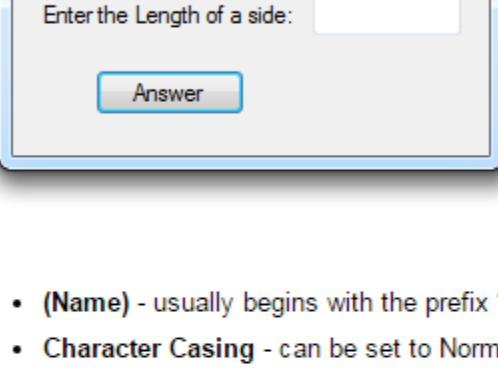 Enter the Length of a side:
Answer
• (Name) - usually begins with the prefix
• Character Casing - can be set to Norm